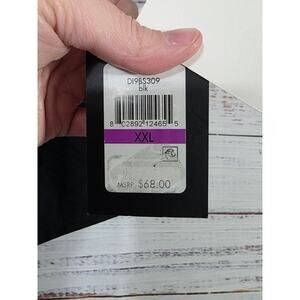 DI9BS309
blk
8 02892 12465 5
XXL
MSRP $68.00